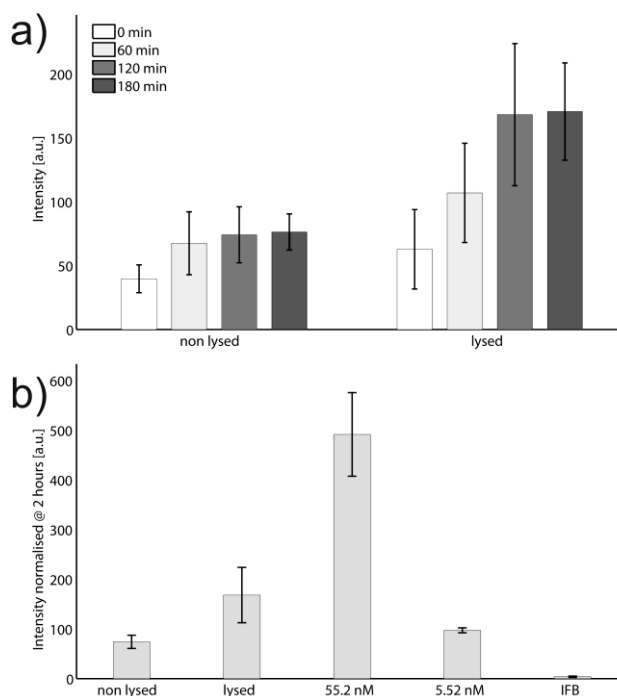 a)
0 min
60 min
120 min
180 min
Intensity [a.u.]
200
150
100
50
0
non lysed lysed
b)
Intensity normalised @ 2 hours [a.u.]
600
500
400
300
200
100
0
non lysed lysed 55.2 nM 5.52 nM IFB